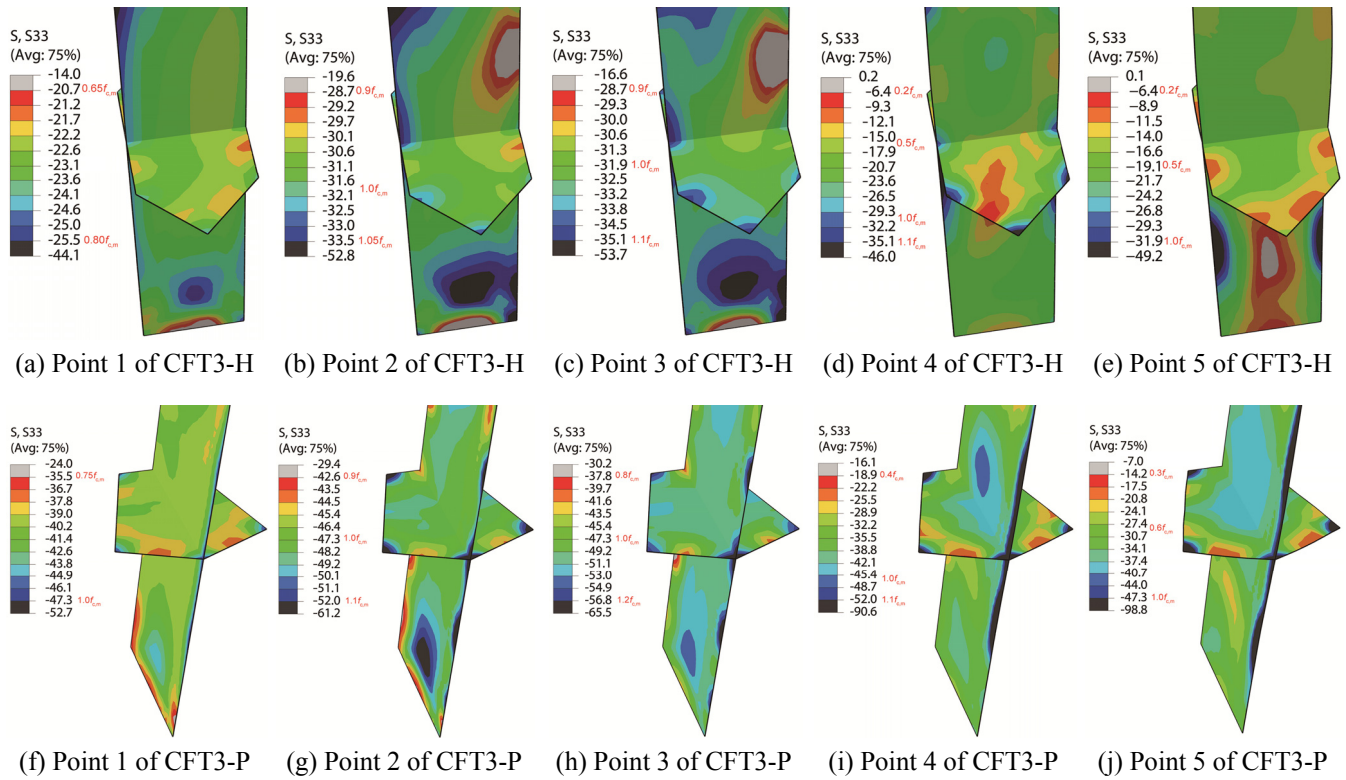 S, S33
(Avg: 75%)
-14.0
-20.7 0.65fc,m
-21.2
-21.7
-22.2
-22.6
-23.1
-23.6
-24.1
-24.6
-25.0
-25.5 0.80fc,m
-44.1
(a) Point 1 of CFT3-H
S, S33
(Avg: 75%)
-19.6
-28.7 0.9fc,m
-29.2
-29.7
-30.1
-30.6
-31.1
-31.6
-32.0 1.0fc,m
-32.5
-33.0
-33.5 1.05fc,m
-52.8
(b) Point 2 of CFT3-H
S, S33
(Avg: 75%)
-16.6
-28.7 0.9fc,m
-29.3
-30.0
-30.6
-31.3
-31.9 1.0fc,m
-32.5
-33.2
-33.8
-34.5
-35.1 1.1fc,m
-53.7
(c) Point 3 of CFT3-H
S, S33
(Avg: 75%)
0.2
-6.4 0.2fc,m
-9.3
-12.1
-15.0
-17.9 0.5fc,m
-20.7
-23.6
-26.5
-29.3
-32.2 1.0fc,m
-35.1 1.1fc,m
-46.0
(d) Point 4 of CFT3-H
S, S33
(Avg: 75%)
0.1
−6.4 0.2fc,m
−8.9
−11.5
−14.0
−16.6
−19.1 0.5fc,m
−21.7
−24.2
−26.8
−29.3
−31.9 1.0fc,m
−49.2
(e) Point 5 of CFT3-H
S, S33
(Avg: 75%)
-24.0
-35.5 0.75fc,m
-36.7
-37.8
-39.0
-40.2
-41.4
-42.6
-43.8
-44.9
-46.1
-47.3 1.0fc,m
-52.7
(f) Point 1 of CFT3-P
S, S33
(Avg: 75%)
-29.4
-42.6 0.9fc,m
-43.5
-44.5
-45.4
-46.4
-47.3 1.0fc,m
-48.2
-49.2
-50.1
-51.1
-52.0 1.1fc,m
-61.2
(g) Point 2 of CFT3-P
S, S33
(Avg: 75%)
-30.2
-37.8 0.8fc,m
-39.7
-41.6
-43.5
-45.4
-47.3 1.0fc,m
-49.2
-51.1
-53.0
-54.9
-56.8 1.2fc,m
-65.5
(h) Point 3 of CFT3-P
S, S33
(Avg: 75%)
-16.1
-18.9 0.4fc,m
-22.2
-25.5
-28.9
-32.2
-35.5
-38.8
-42.1
-45.4
-48.7 1.0fc,m
-52.0 1.1fc,m
-90.6
(i) Point 4 of CFT3-P
S, S33
(Avg: 75%)
-7.0
-14.2 0.3fc,m
-17.5
-20.8
-24.1
-27.4 0.6fc,m
-30.7
-34.1
-37.4
-40.7
-44.0
-47.3 1.0fc,m
-98.8
(j) Point 5 of CFT3-P